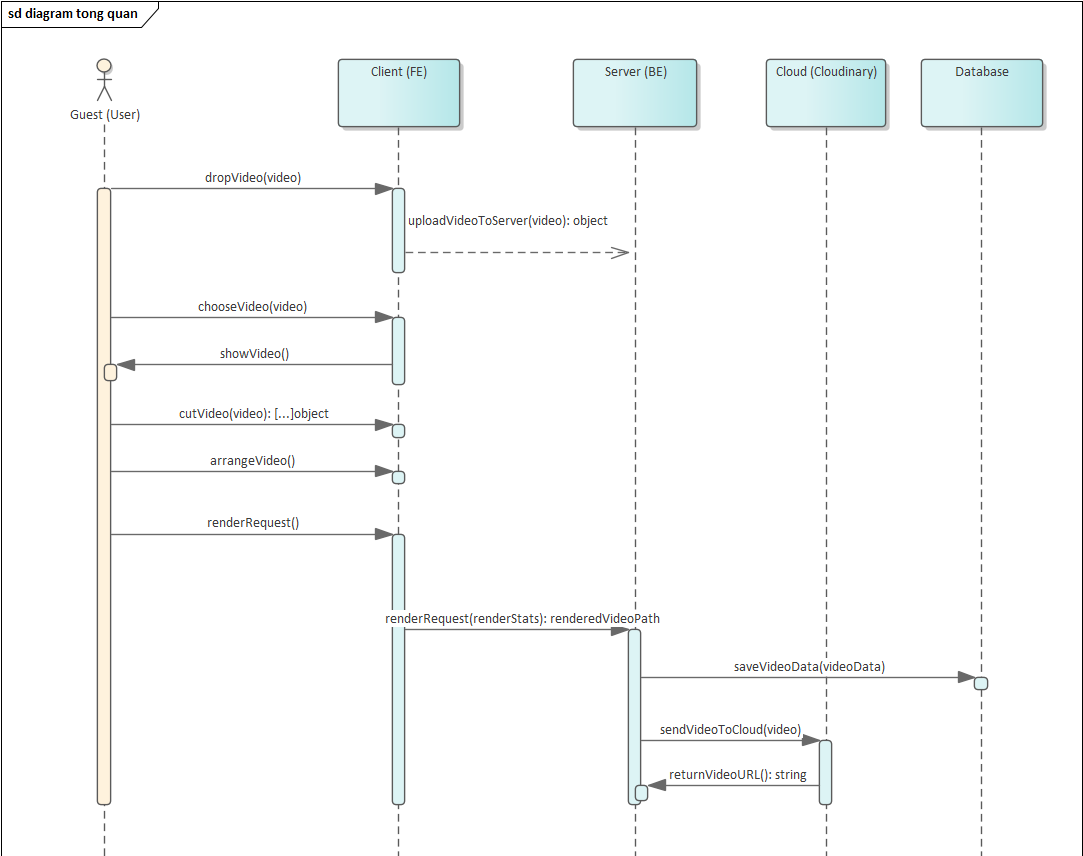 sd diagram tong quan
Guest (User)
Client (FE)
Server (BE)
Cloud (Cloudinary)
Database
dropVideo(video)
uploadVideoToServer(video): object
chooseVideo(video)
showVideo()
cutVideo(video): [...]object
arrangeVideo()
renderRequest()
renderRequest(renderStats): renderedVideoPath
saveVideoData(videoData)
sendVideoToCloud(video)
returnVideoURL(): string